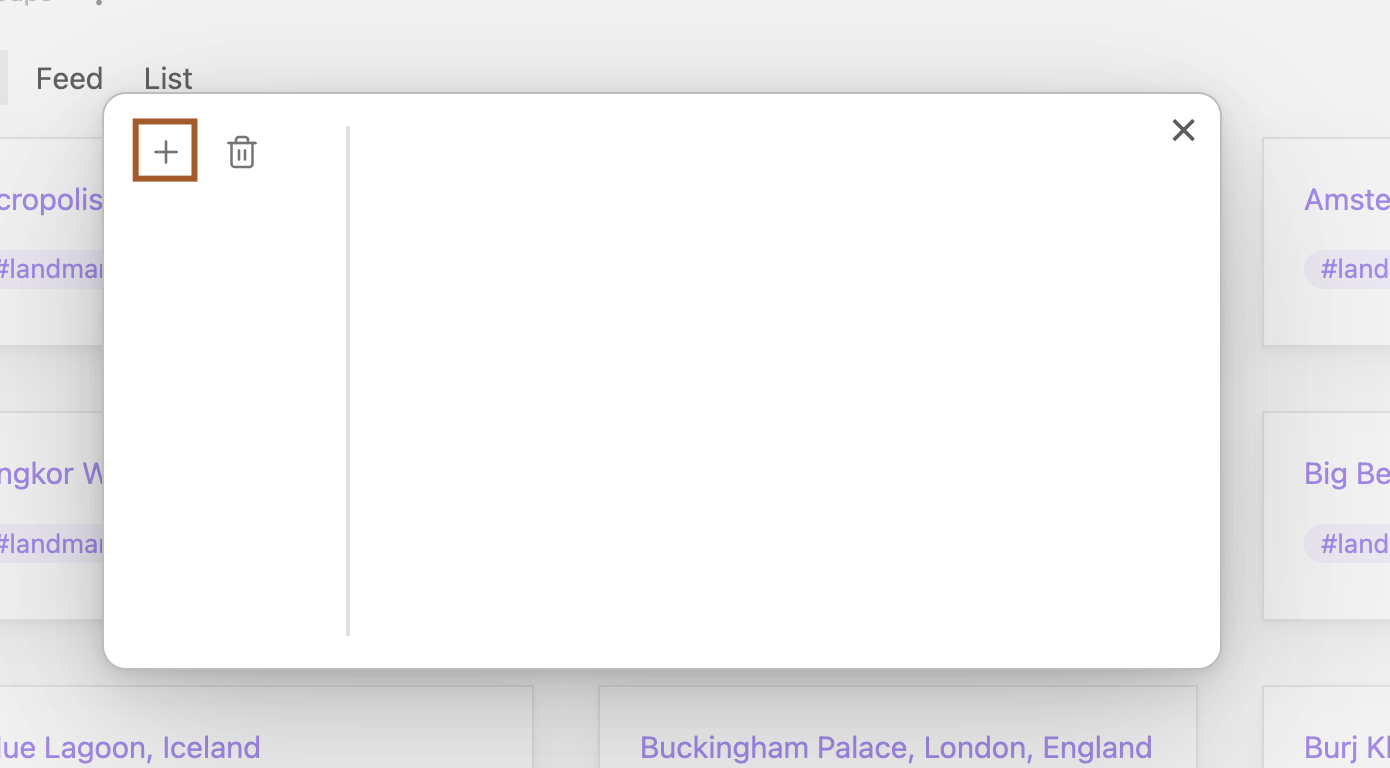 Feed List
cropolis
Amste
#landmar
#land
ngkor W
Big Be
#landmar
#land
lue Lagoon, Iceland
Buckingham Palace, London, England
Burj Kh